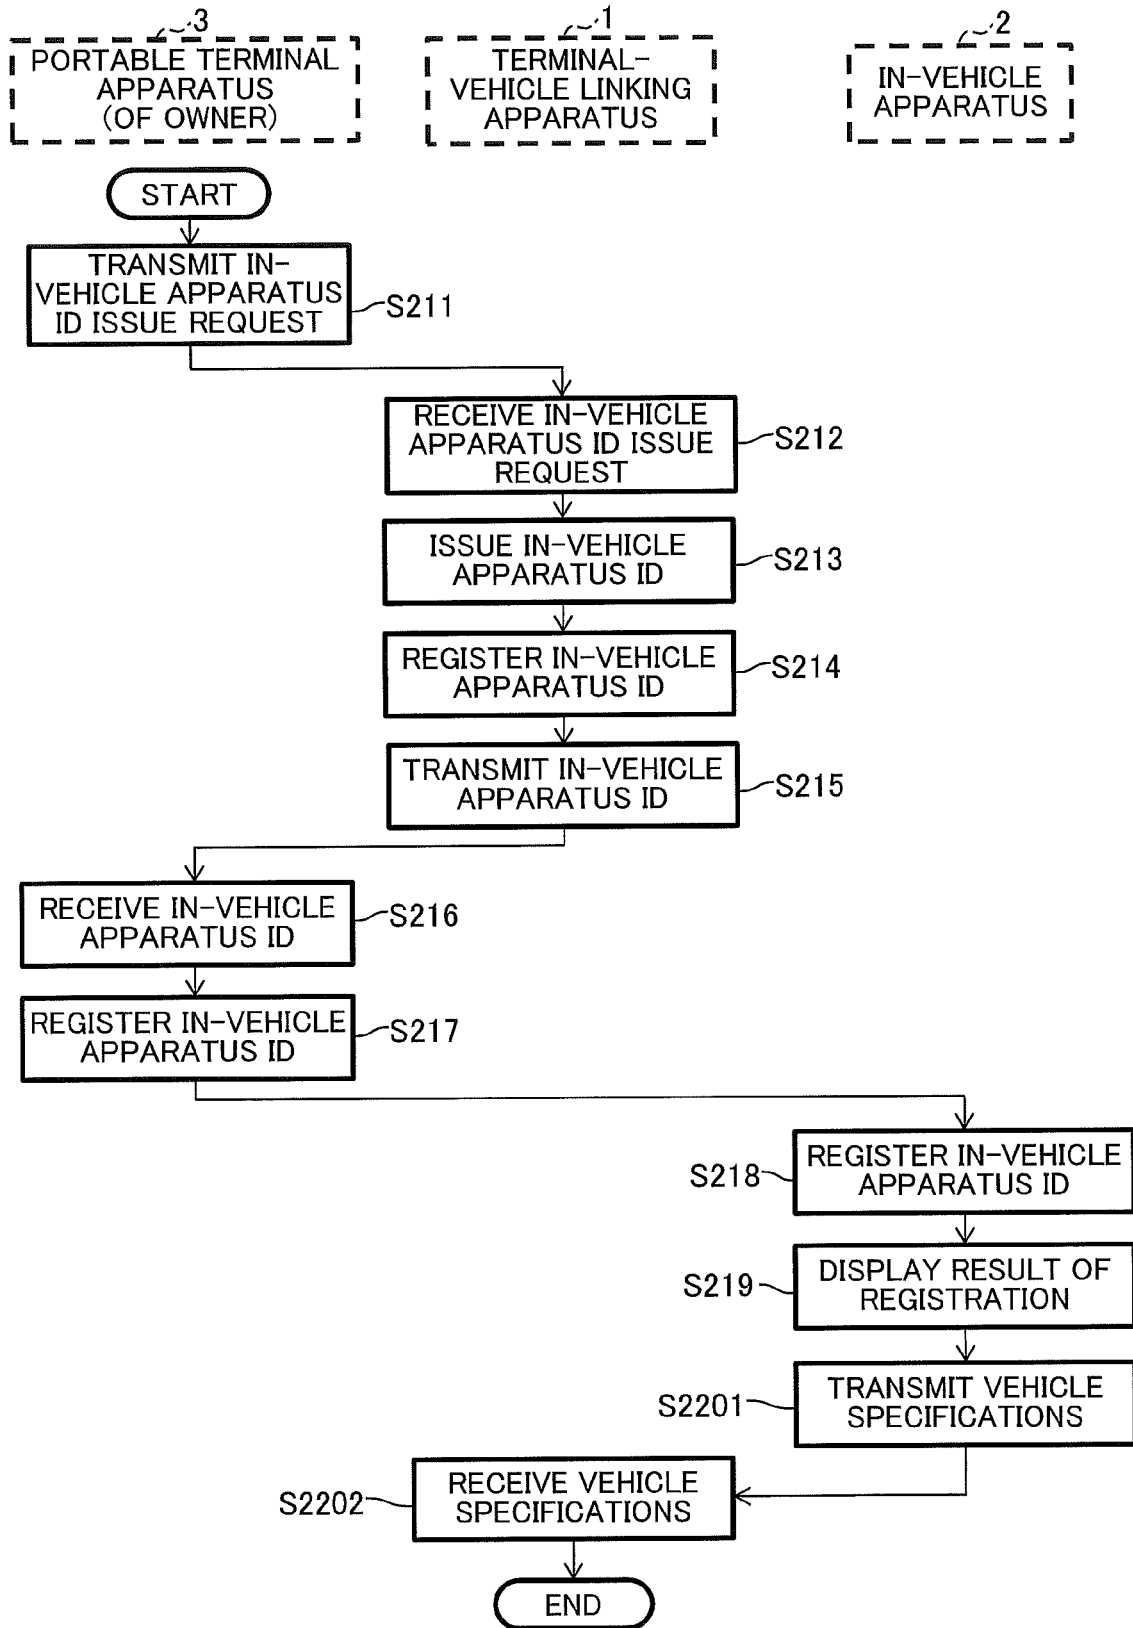 3
PORTABLE TERMINAL
APPARATUS
(OF OWNER)
1
TERMINAL-
VEHICLE LINKING
APPARATUS
2
IN-VEHICLE
APPARATUS
START
TRANSMIT IN-
VEHICLE APPARATUS
ID ISSUE REQUEST
S211
RECEIVE IN-VEHICLE
APPARATUS ID ISSUE
REQUEST
S212
ISSUE IN-VEHICLE
APPARATUS ID
S213
REGISTER IN-VEHICLE
APPARATUS ID
S214
TRANSMIT IN-VEHICLE
APPARATUS ID
S215
RECEIVE IN-VEHICLE
APPARATUS ID
S216
REGISTER IN-VEHICLE
APPARATUS ID
S217
S218
REGISTER IN-VEHICLE
APPARATUS ID
S219
DISPLAY RESULT OF
REGISTRATION
S2201
TRANSMIT VEHICLE
SPECIFICATIONS
S2202
RECEIVE VEHICLE
SPECIFICATIONS
END